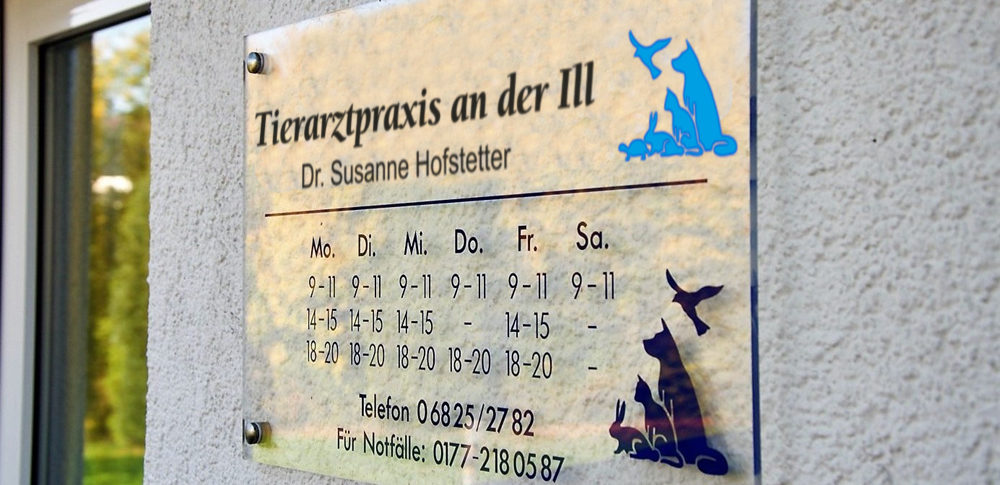 Tierarztpraxis an der Ill
Dr. Susanne Hofstetter
Mo. Di. Mi. Do. Fr. Sa.
9-11 9-11 9-11 9-11 9-11 9-11
14-15 14-15 14-15 - 14-15 -
18-20 18-20 18-20 18-20 18-20 -
Telefon 06825/2782
Für Notfälle: 0177-2180587